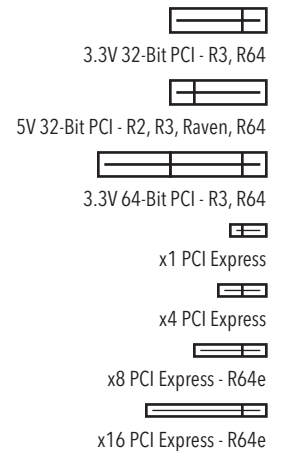 3.3V 32-Bit PCI - R3, R64
5V 32-Bit PCI - R2, R3, Raven, R64
3.3V 64-Bit PCI - R3, R64
x1 PCI Express
x4 PCI Express
x8 PCI Express - R64e
x16 PCI Express - R64e